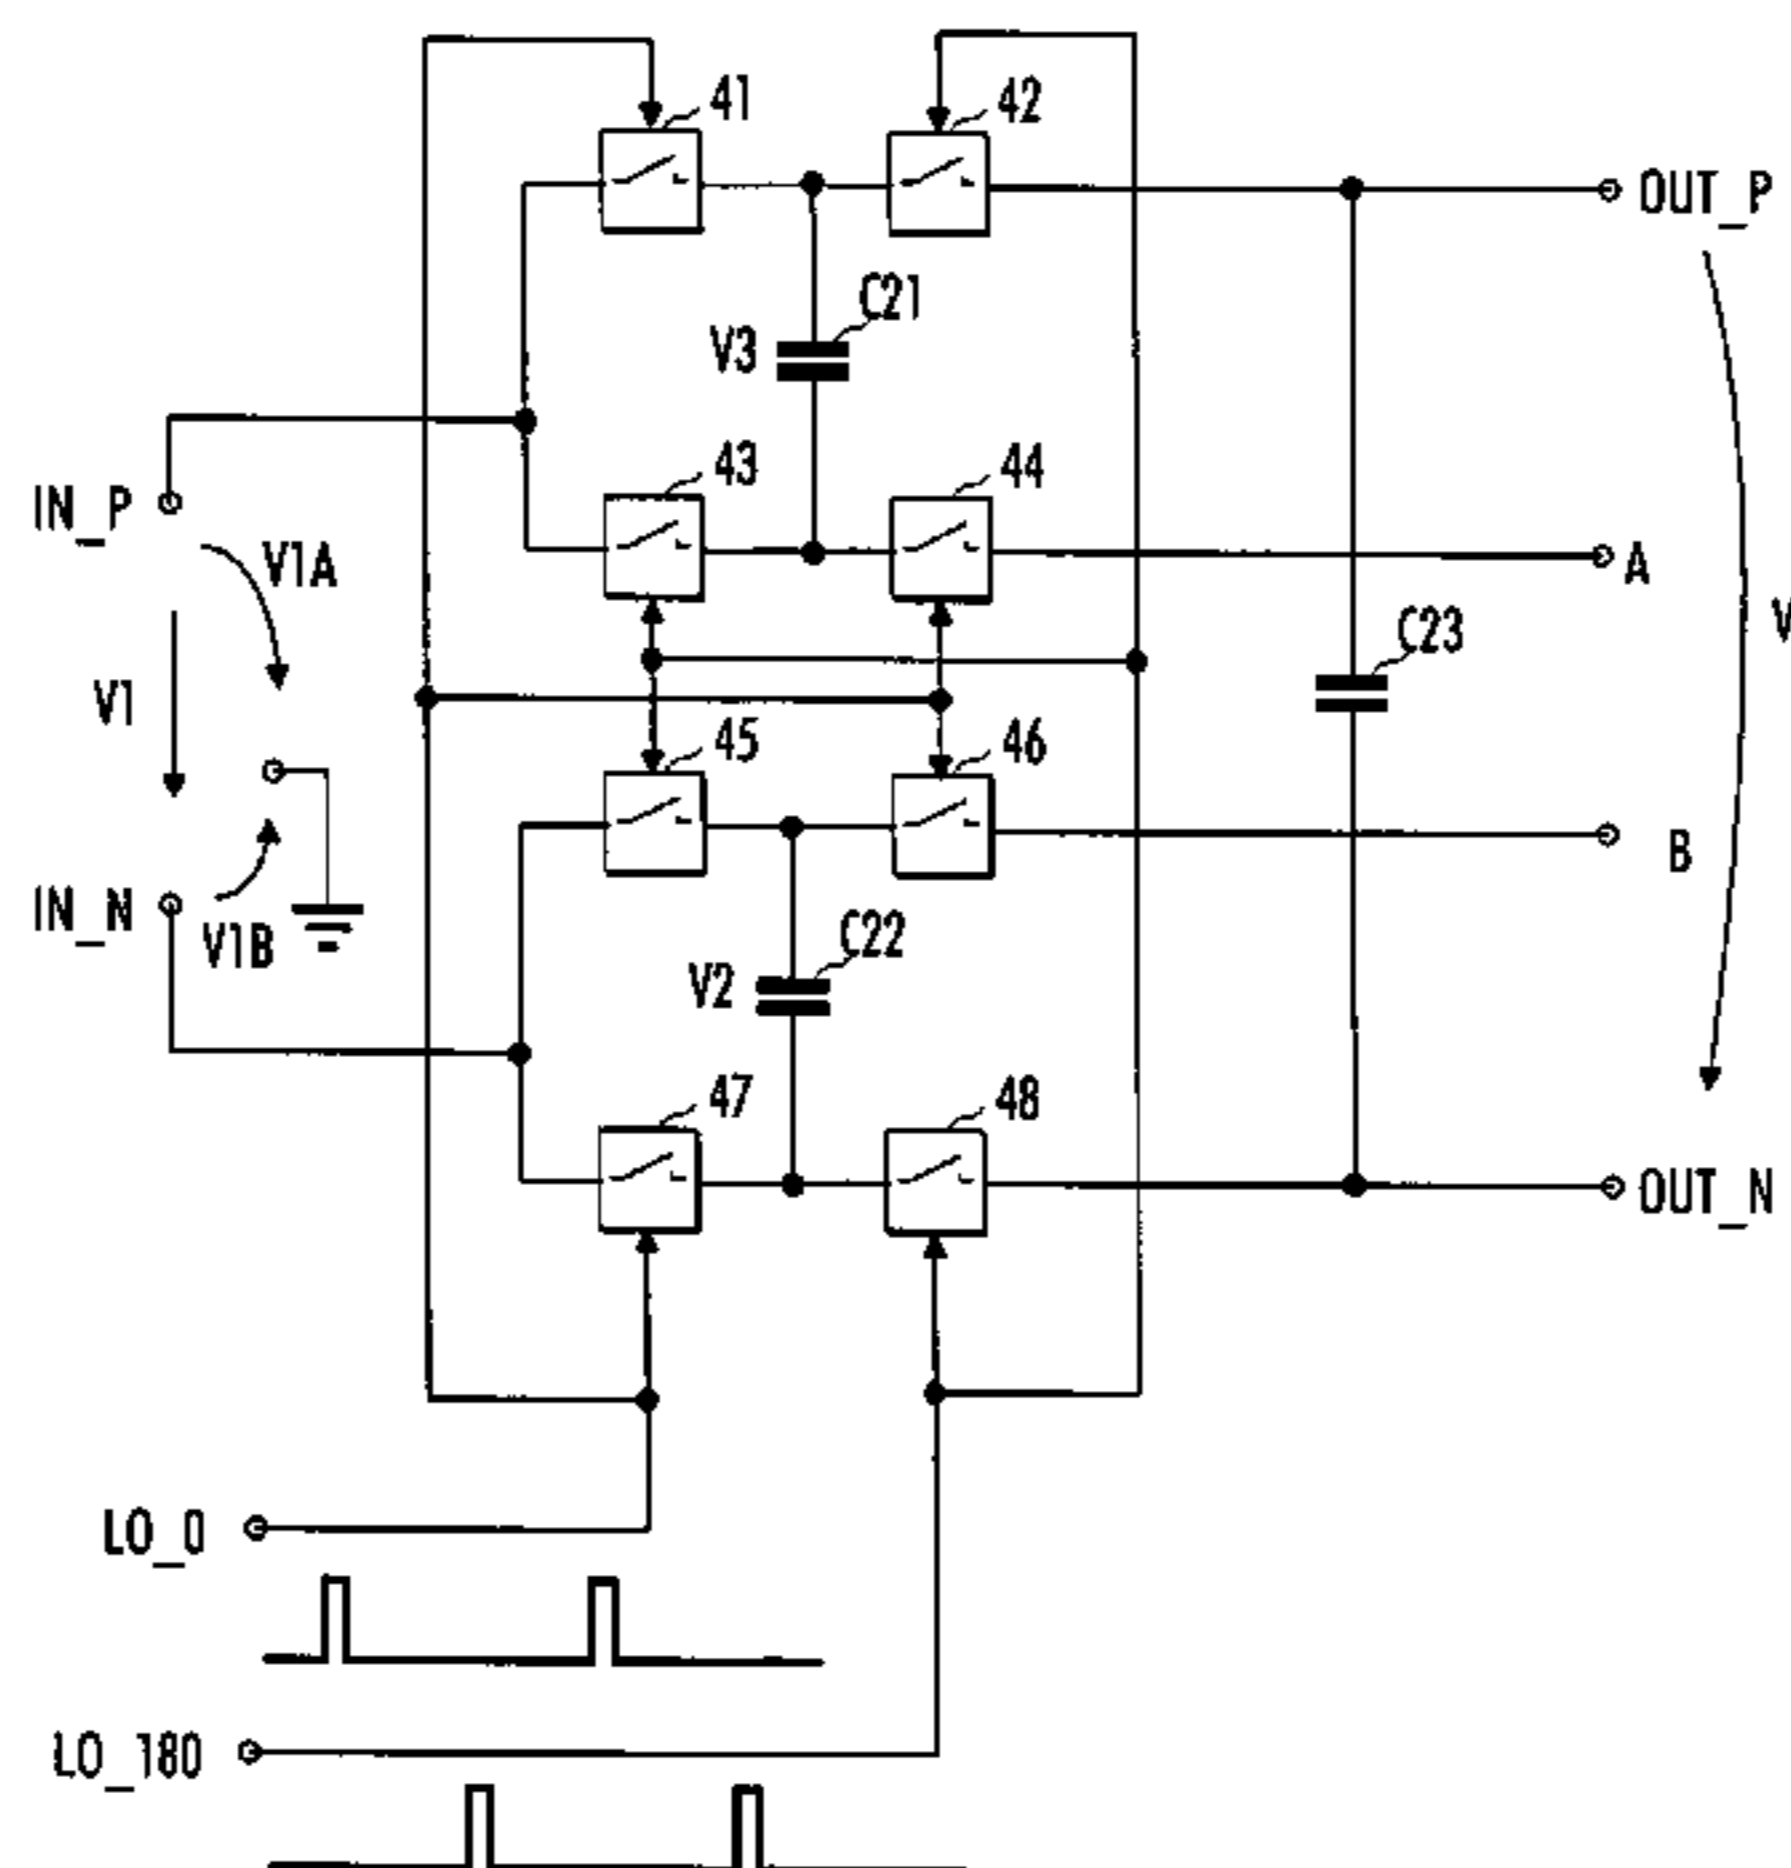 41
42
OUT_P
C21
V3
43
44
IN_P
V1A
A
C23
V
V1
45
46
B
IN_N
V1B
C22
V2
47
48
OUT_N
LO_0
LO_180